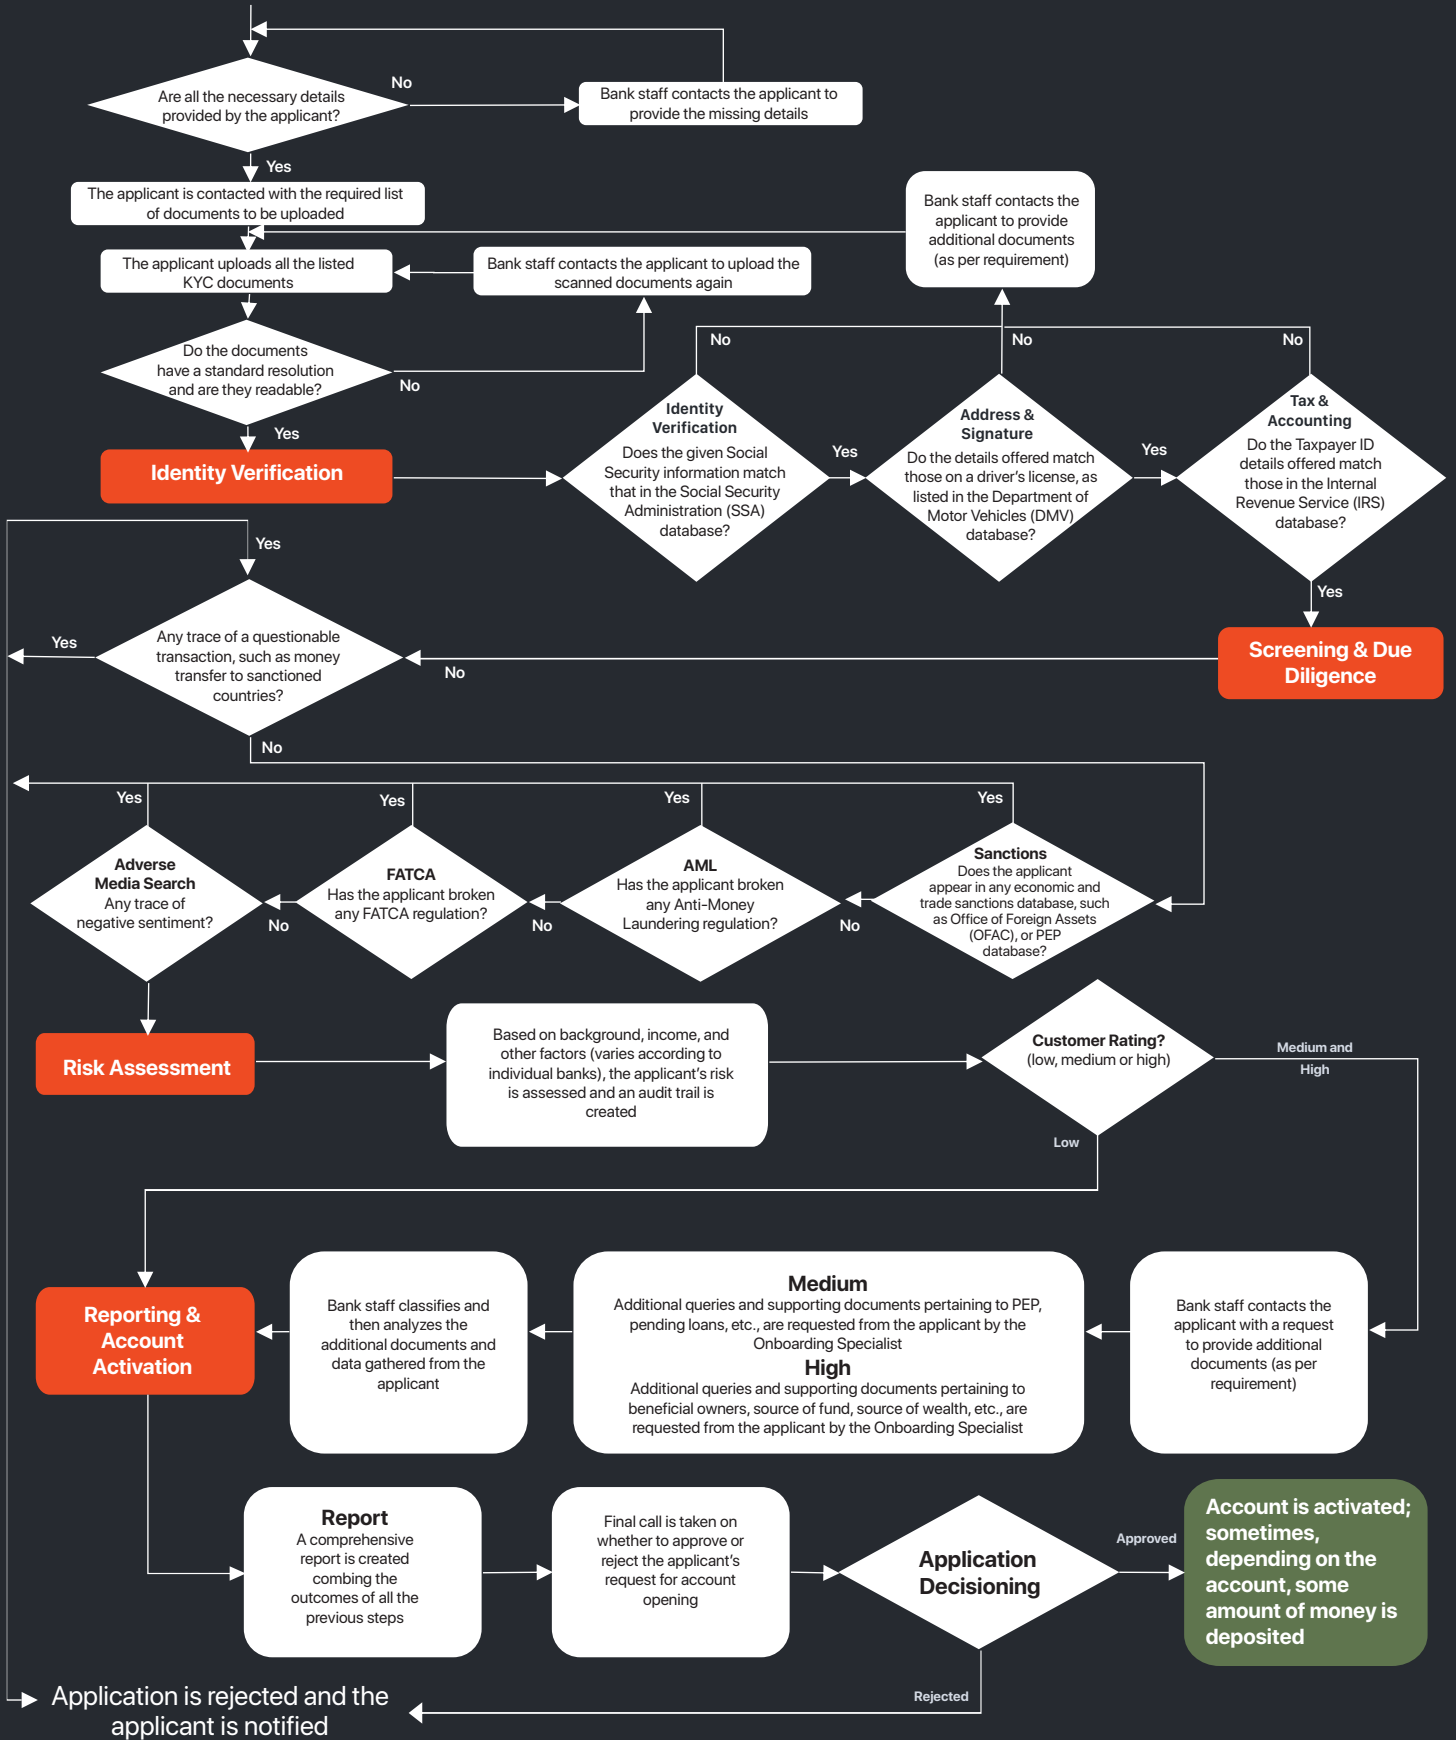 Are all the necessary details
provided by the applicant?
No
Bank staff contacts the applicant to
provide the missing details
Yes
The applicant is contacted with the required list
of documents to be uploaded
Bank staff contacts the
applicant to provide
additional documents
(as per requirement)
The applicant uploads all the listed
KYC documents
Bank staff contacts the applicant to upload the
scanned documents again
Do the documents
have a standard resolution
and are they readable?
No
Yes
No
No
No
Identity Verification
Identity
Verification
Does the given Social
Security information match
that in the Social Security
Administration (SSA)
database?
Yes
Address &
Signature
Do the details offered match
those on a driver's license, as
listed in the Department of
Motor Vehicles (DMV)
database?
Yes
Tax &
Accounting
Do the Taxpayer ID
details offered match
those in the Internal
Revenue Service (IRS)
database?
Yes
Yes
Yes
Any trace of a questionable
transaction, such as money
transfer to sanctioned
countries?
No
Screening & Due
Diligence
No
Yes
Yes
Yes
Yes
Adverse
Media Search
Any trace of
negative sentiment?
No
FATCA
Has the applicant broken
any FATCA regulation?
No
AML
Has the applicant broken
any Anti-Money
Laundering regulation?
No
Sanctions
Does the applicant
appear in any economic and
trade sanctions database, such
as Office of Foreign Assets
(OFAC), or PEP
database?
Risk Assessment
Based on background, income, and
other factors (varies according to
individual banks), the applicant's risk
is assessed and an audit trail is
created
Customer Rating?
(low, medium or high)
Medium and
High
Low
Reporting &
Account
Activation
Bank staff classifies and
then analyzes the
additional documents and
data gathered from the
applicant
Medium
Additional queries and supporting documents pertaining to PEP,
pending loans, etc., are requested from the applicant by the
Onboarding Specialist
High
Additional queries and supporting documents pertaining to
beneficial owners, source of fund, source of wealth, etc., are
requested from the applicant by the Onboarding Specialist
Bank staff contacts the
applicant with a request
to provide additional
documents (as per
requirement)
Report
A comprehensive
report is created
combing the
outcomes of all the
previous steps
Final call is taken on
whether to approve or
reject the applicant's
request for account
opening
Application
Decisioning
Approved
Account is activated;
sometimes,
depending on the
account, some
amount of money is
deposited
Rejected
Application is rejected and the
applicant is notified